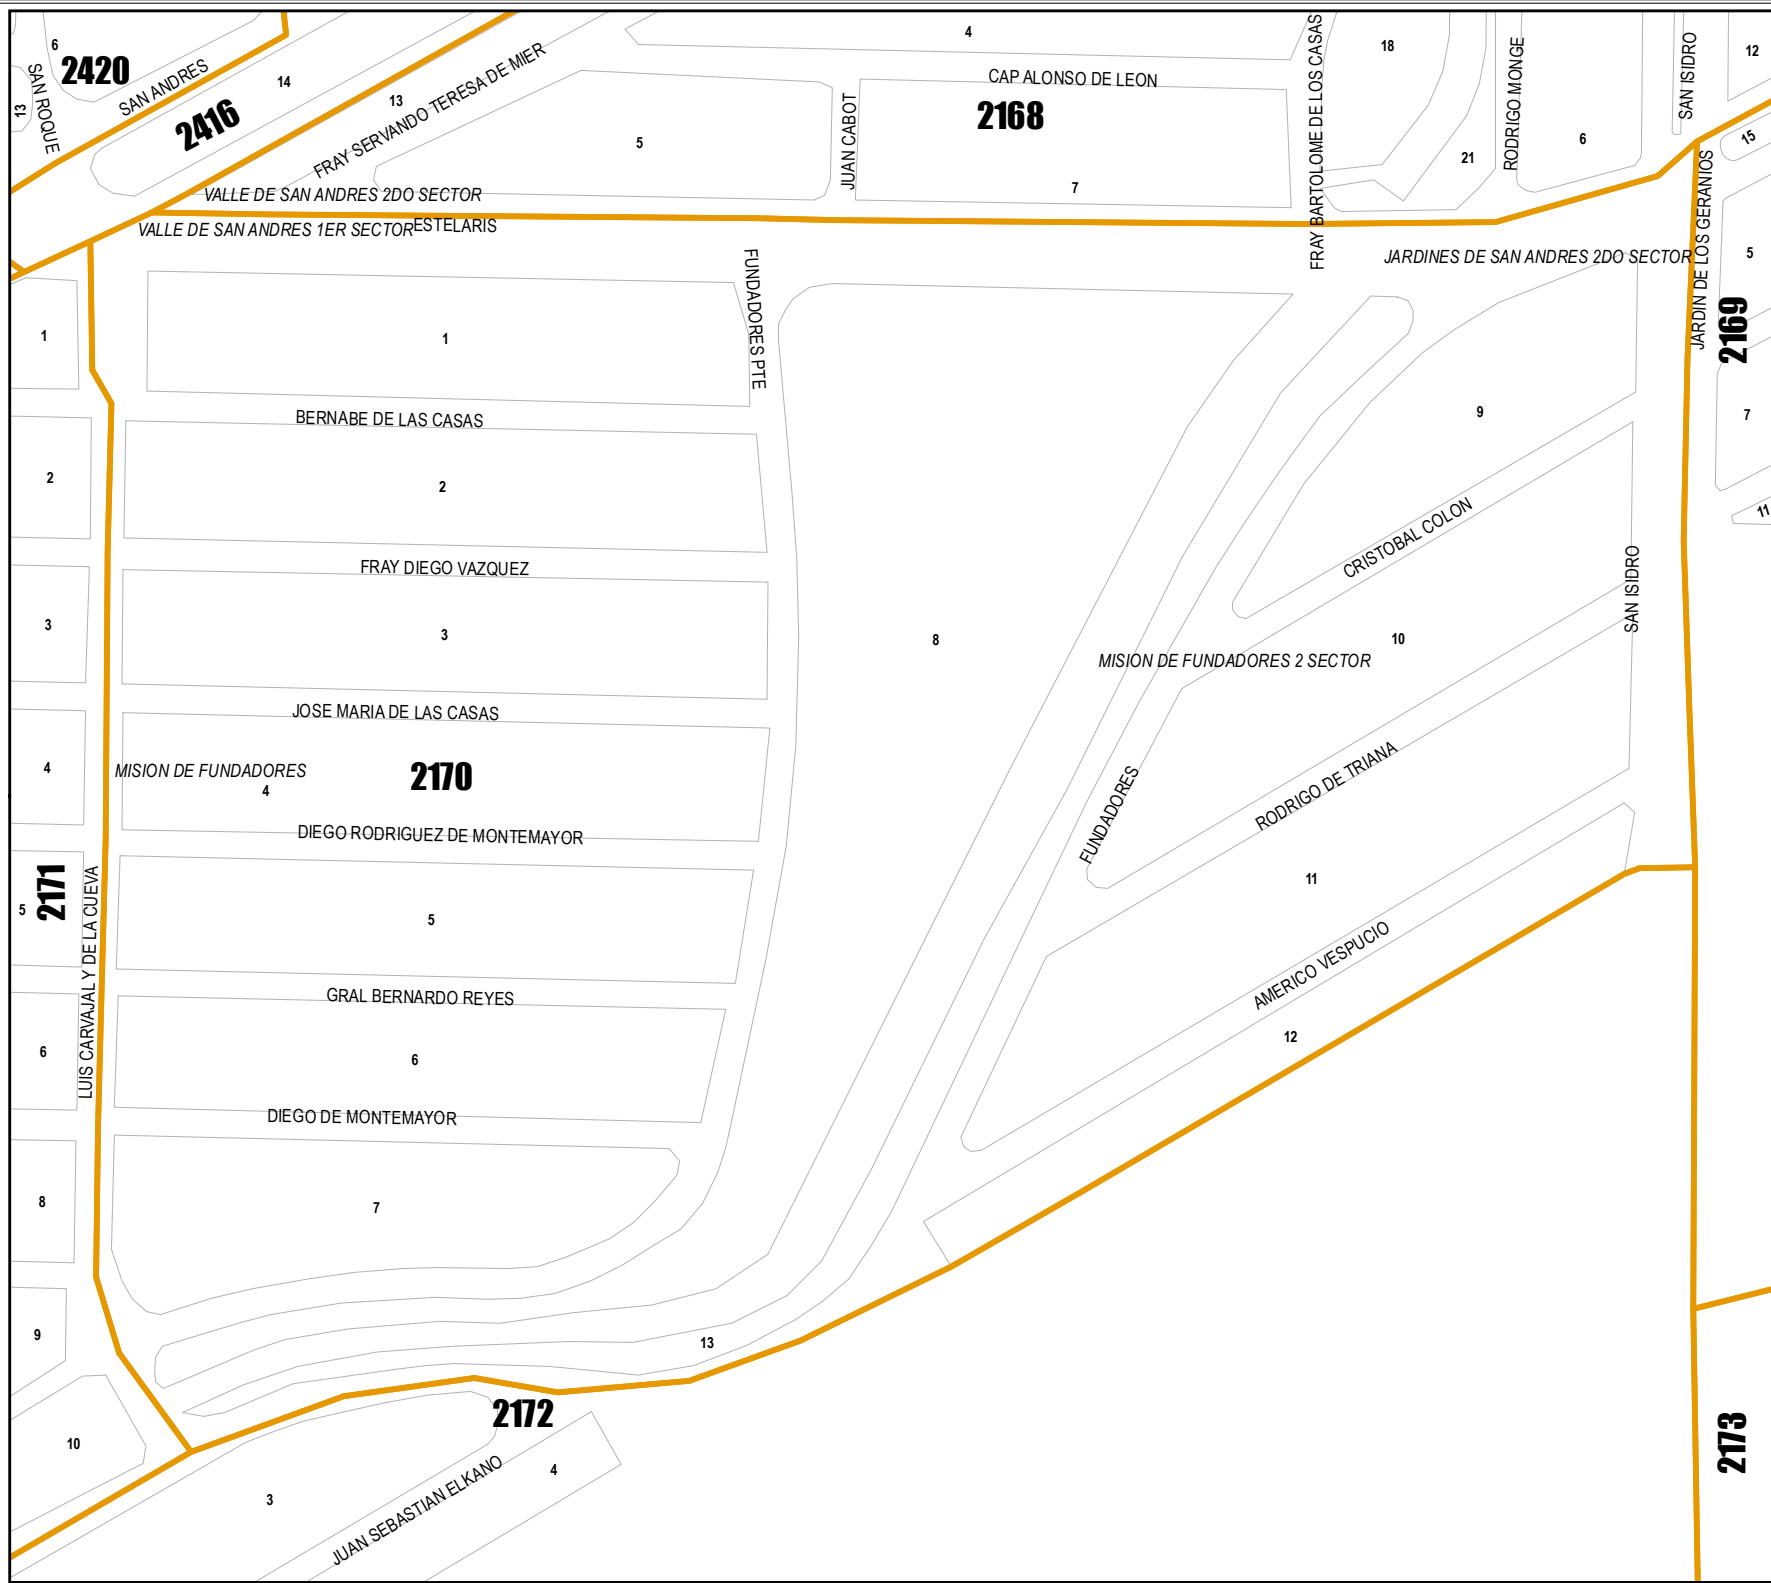 6
2420
SAN ROQUE
13
SAN ANDRES
14
2416
13
FRAY SERVANDO TERESA DE MIER
4
CAP ALONSO DE LEON
2168
5
JUAN CABOT
7
FRAY BARTOLOME DE LOS CASAS
18
21
RODRIGO MONGE
6
SAN ISIDRO
12
15
VALLE DE SAN ANDRES 2DO SECTOR
VALLE DE SAN ANDRES 1ER SECTOR
ESTELARIS
JARDINES DE SAN ANDRES 2DO SECTOR
JARDIN DE LOS GERANIOS
5
2169
7
11
1
1
FUNDADORES PTE
BERNABE DE LAS CASAS
9
2
2
CRISTOBAL COLON
FRAY DIEGO VAZQUEZ
SAN ISIDRO
3
3
8
10
MISION DE FUNDADORES 2 SECTOR
JOSE MARIA DE LAS CASAS
4
MISION DE FUNDADORES
4
2170
RODRIGO DE TRIANA
FUNDADORES
DIEGO RODRIGUEZ DE MONTEMAYOR
5
2171
LUIS CARVAJAL Y DE LA CUEVA
5
11
AMERICO VESPUCIO
GRAL BERNARDO REYES
12
6
6
DIEGO DE MONTEMAYOR
8
7
9
13
2172
10
3
JUAN SEBASTIAN ELKANO
4
2173